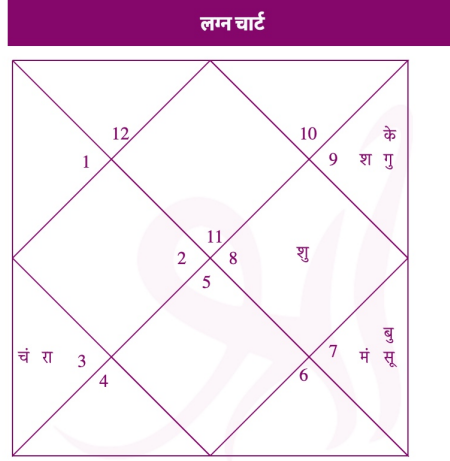 लग्न चार्ट
12 10 के
1 9 श गु
11
2 8 शु
5
बु
चं रा 3 7 मं सू
4 6